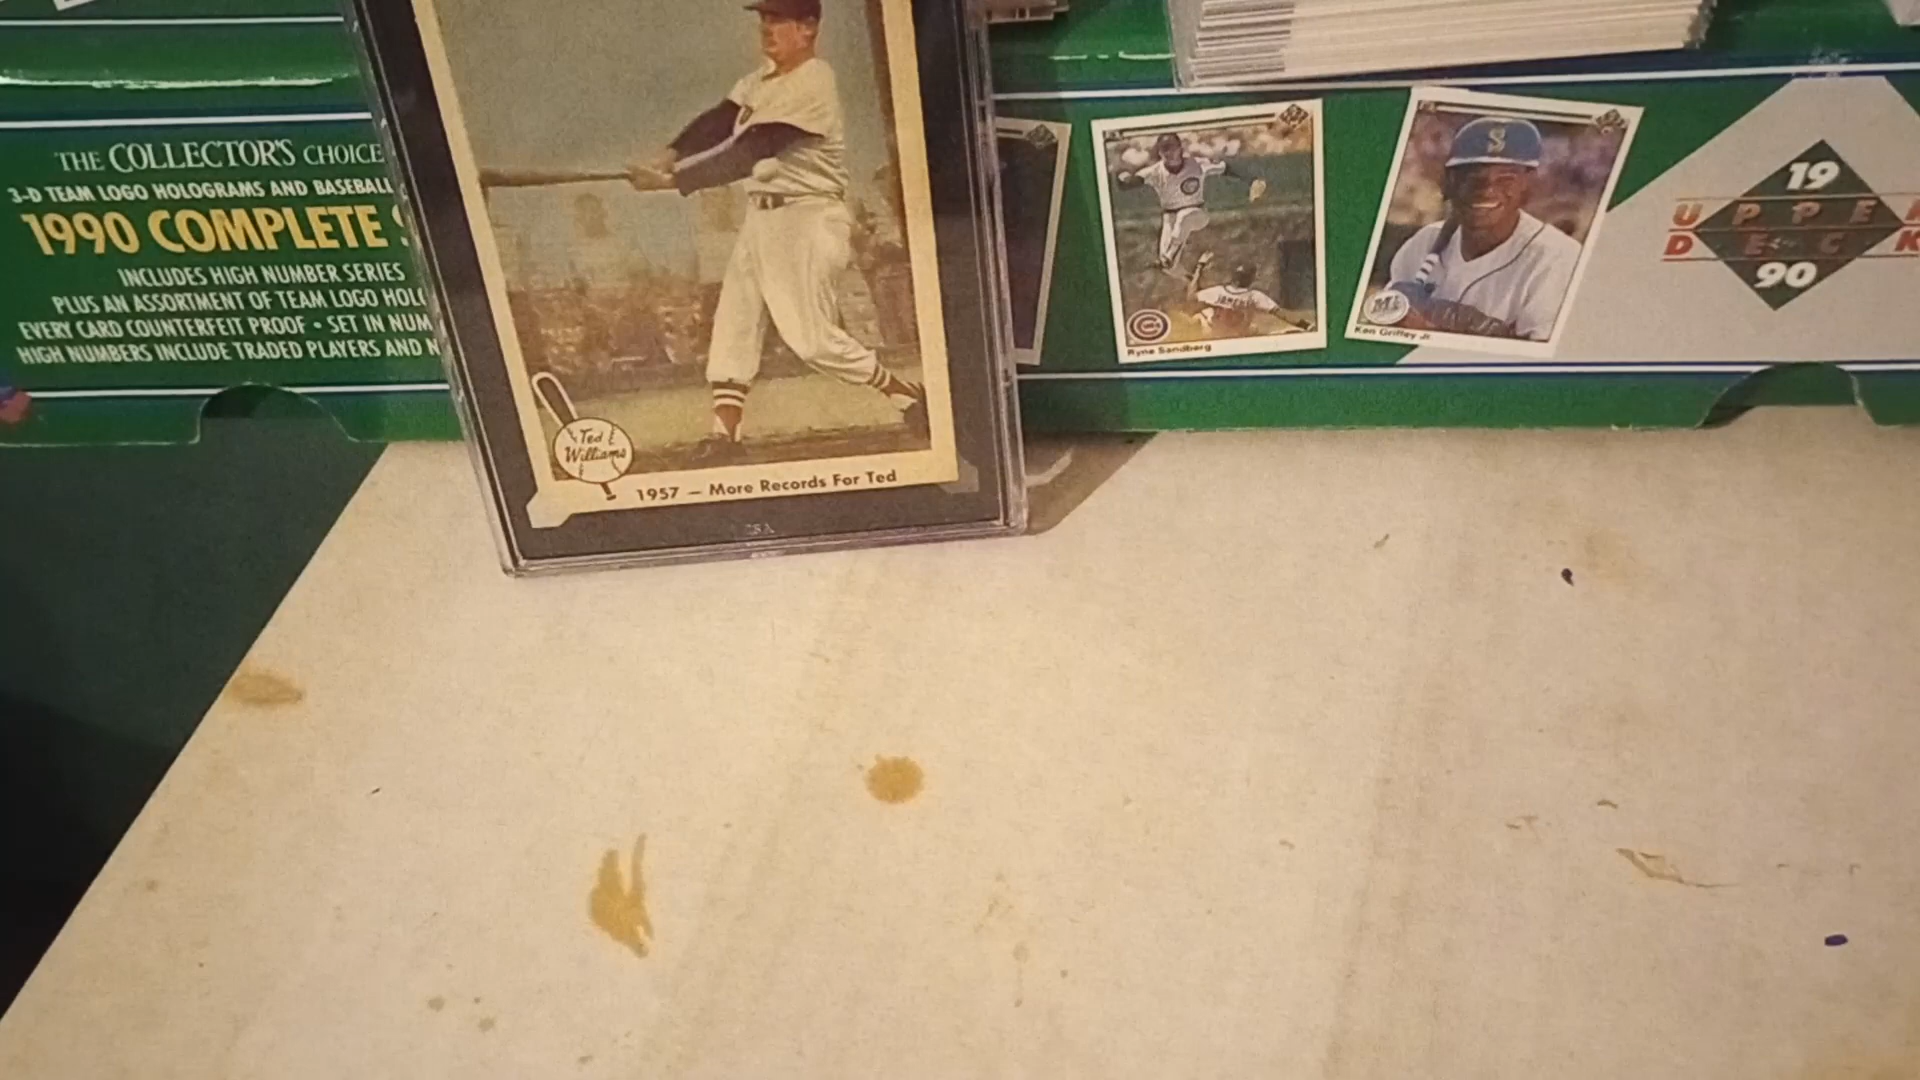 THE COLLECTOR'S CHOICE
3-D TEAM LOGO HOLOGRAMS AND BASEBALL
1990 COMPLETE
INCLUDES HIGH NUMBER SERIES
PLUS AN ASSORTMENT OF TEAM LOGO
EVERY CARD COUNTERFEIT PROOF • SET IN
HIGH NUMBERS INCLUDE TRADED PLAYERS AND
Ted
Williams
1957 — More Records For Ted
Ryne Sandberg
S
Ken Griffey Jr
19
UPPER
DECK
90